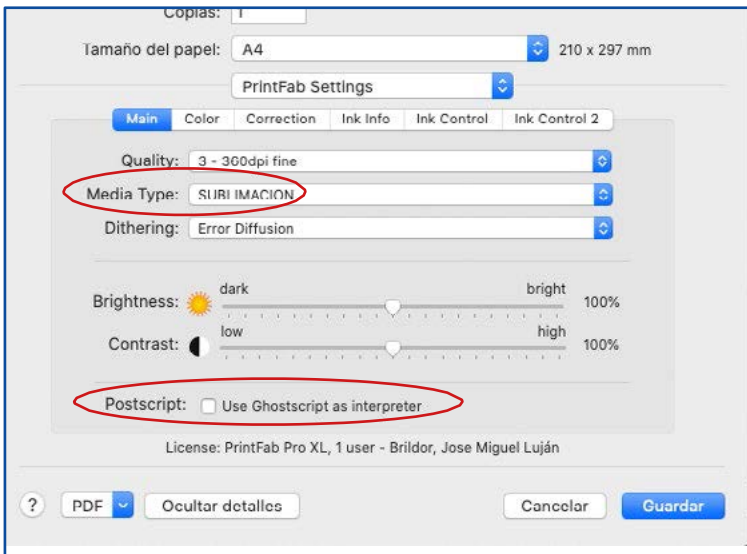 Copias: 1
Tamaño del papel: A4 210 x 297 mm
PrintFab Settings
Main Color Correction Ink Info Ink Control Ink Control 2
Quality: 3 - 360dpi fine
Media Type: SUBLIMACION
Dithering: Error Diffusion
dark bright
Brightness: 100%
low high
Contrast: 100%
Postscript: Use Ghostscript as interpreter
License: PrintFab Pro XL, 1 user - Brildor, Jose Miguel Luján
? PDF Ocultar detalles Cancelar Guardar